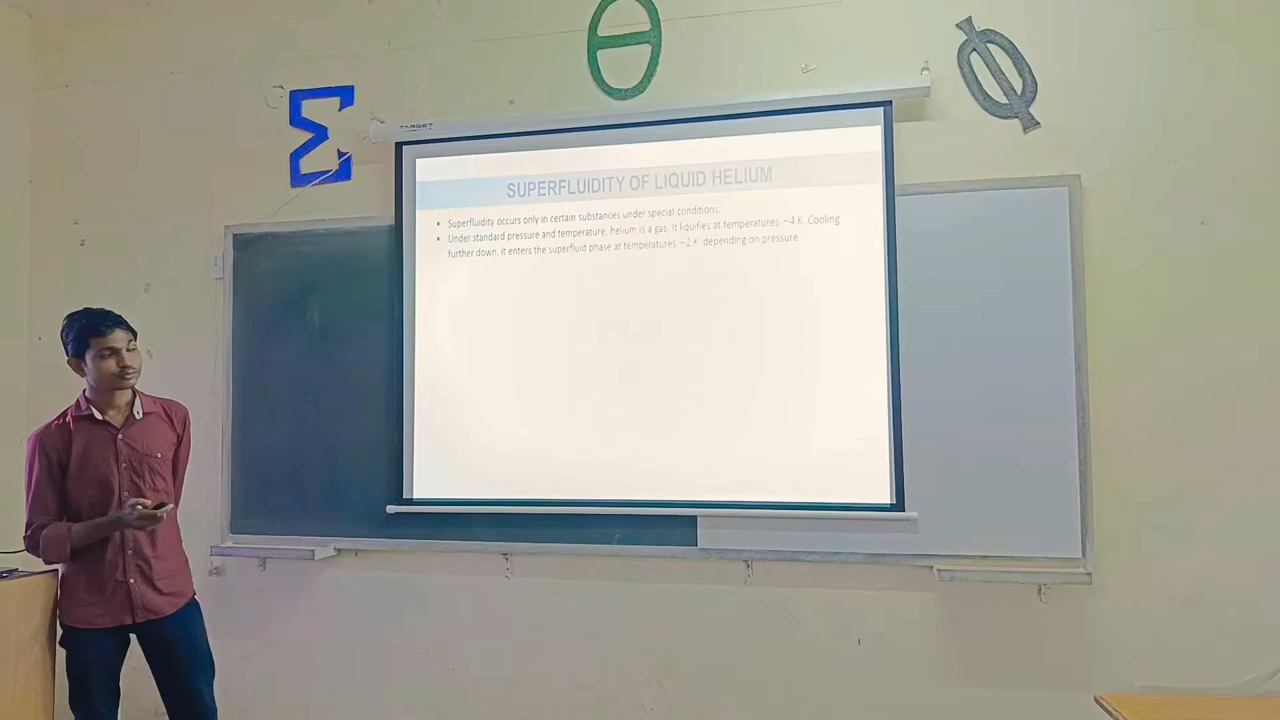 Σ
Θ
Φ
TARGET
SUPERFLUIDITY OF LIQUID HELIUM
• Superfluidity occurs only in certain substances under special conditions.
• Under standard pressure and temperature, helium is a gas. It liquifies at temperatures ~4 K. Cooling
further down, it enters the superfluid phase at temperatures ~2 K depending on pressure.